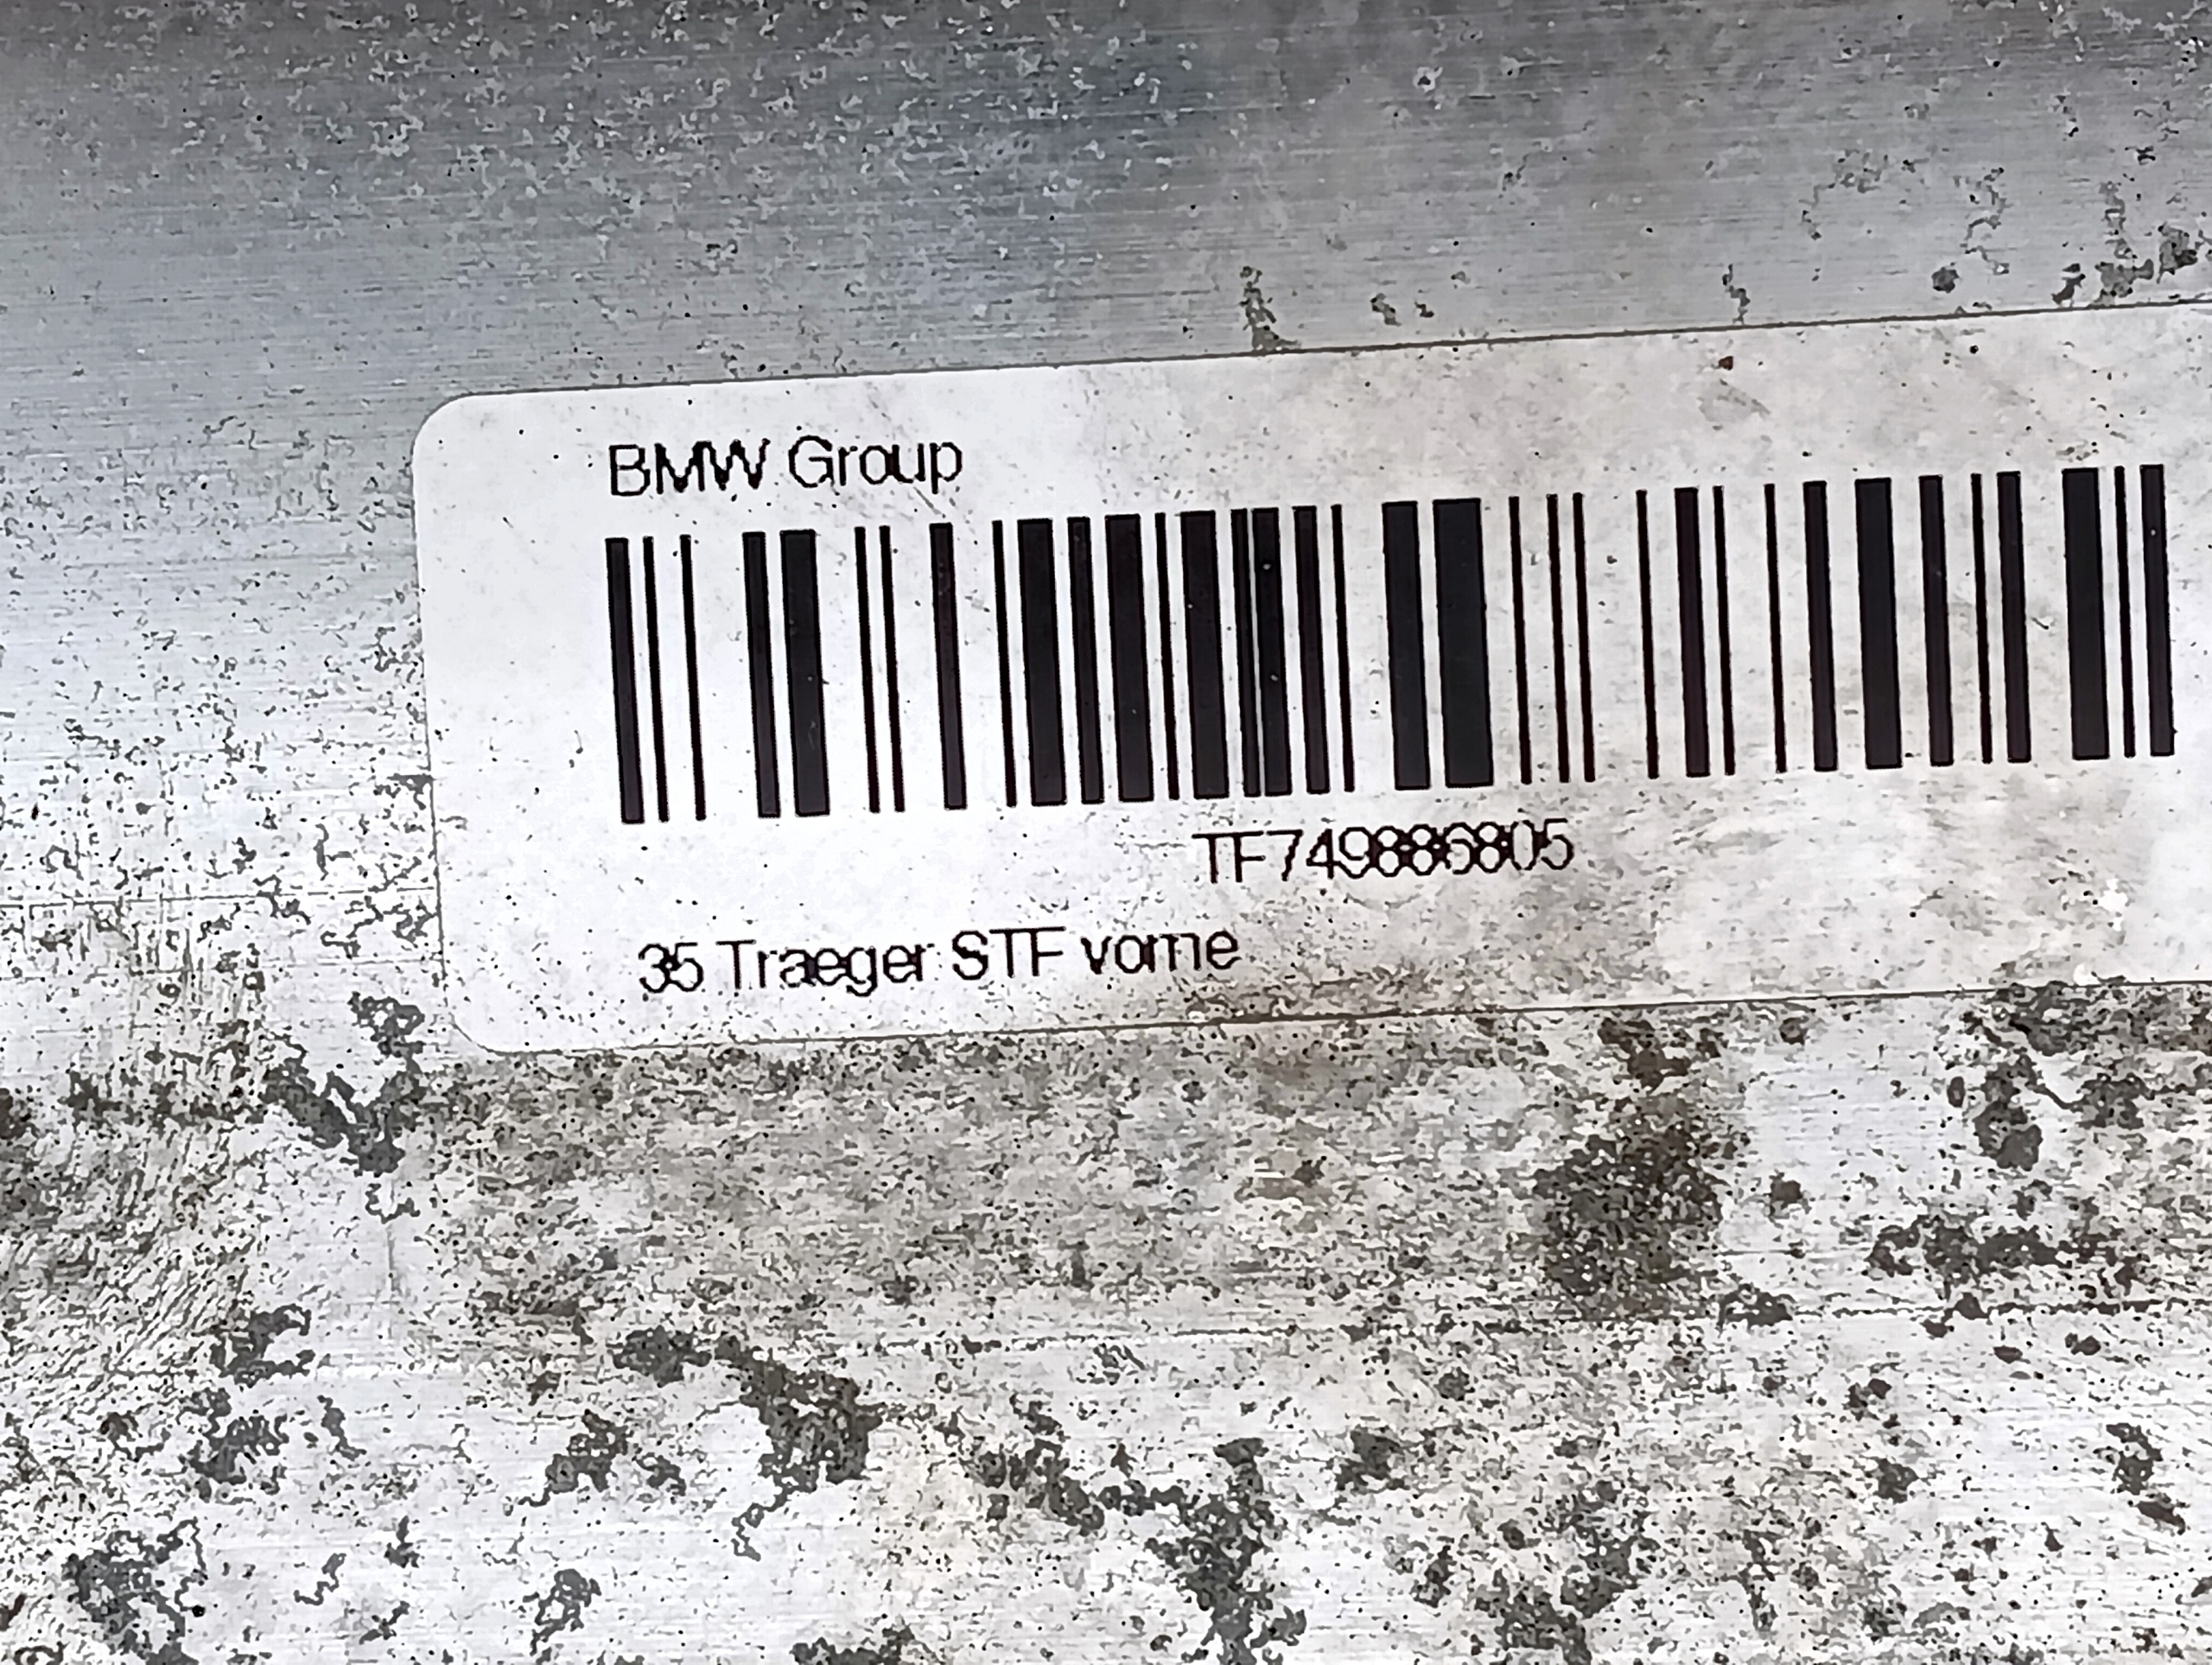 BMW Group
TF749886805
35 Traeger STF vorne